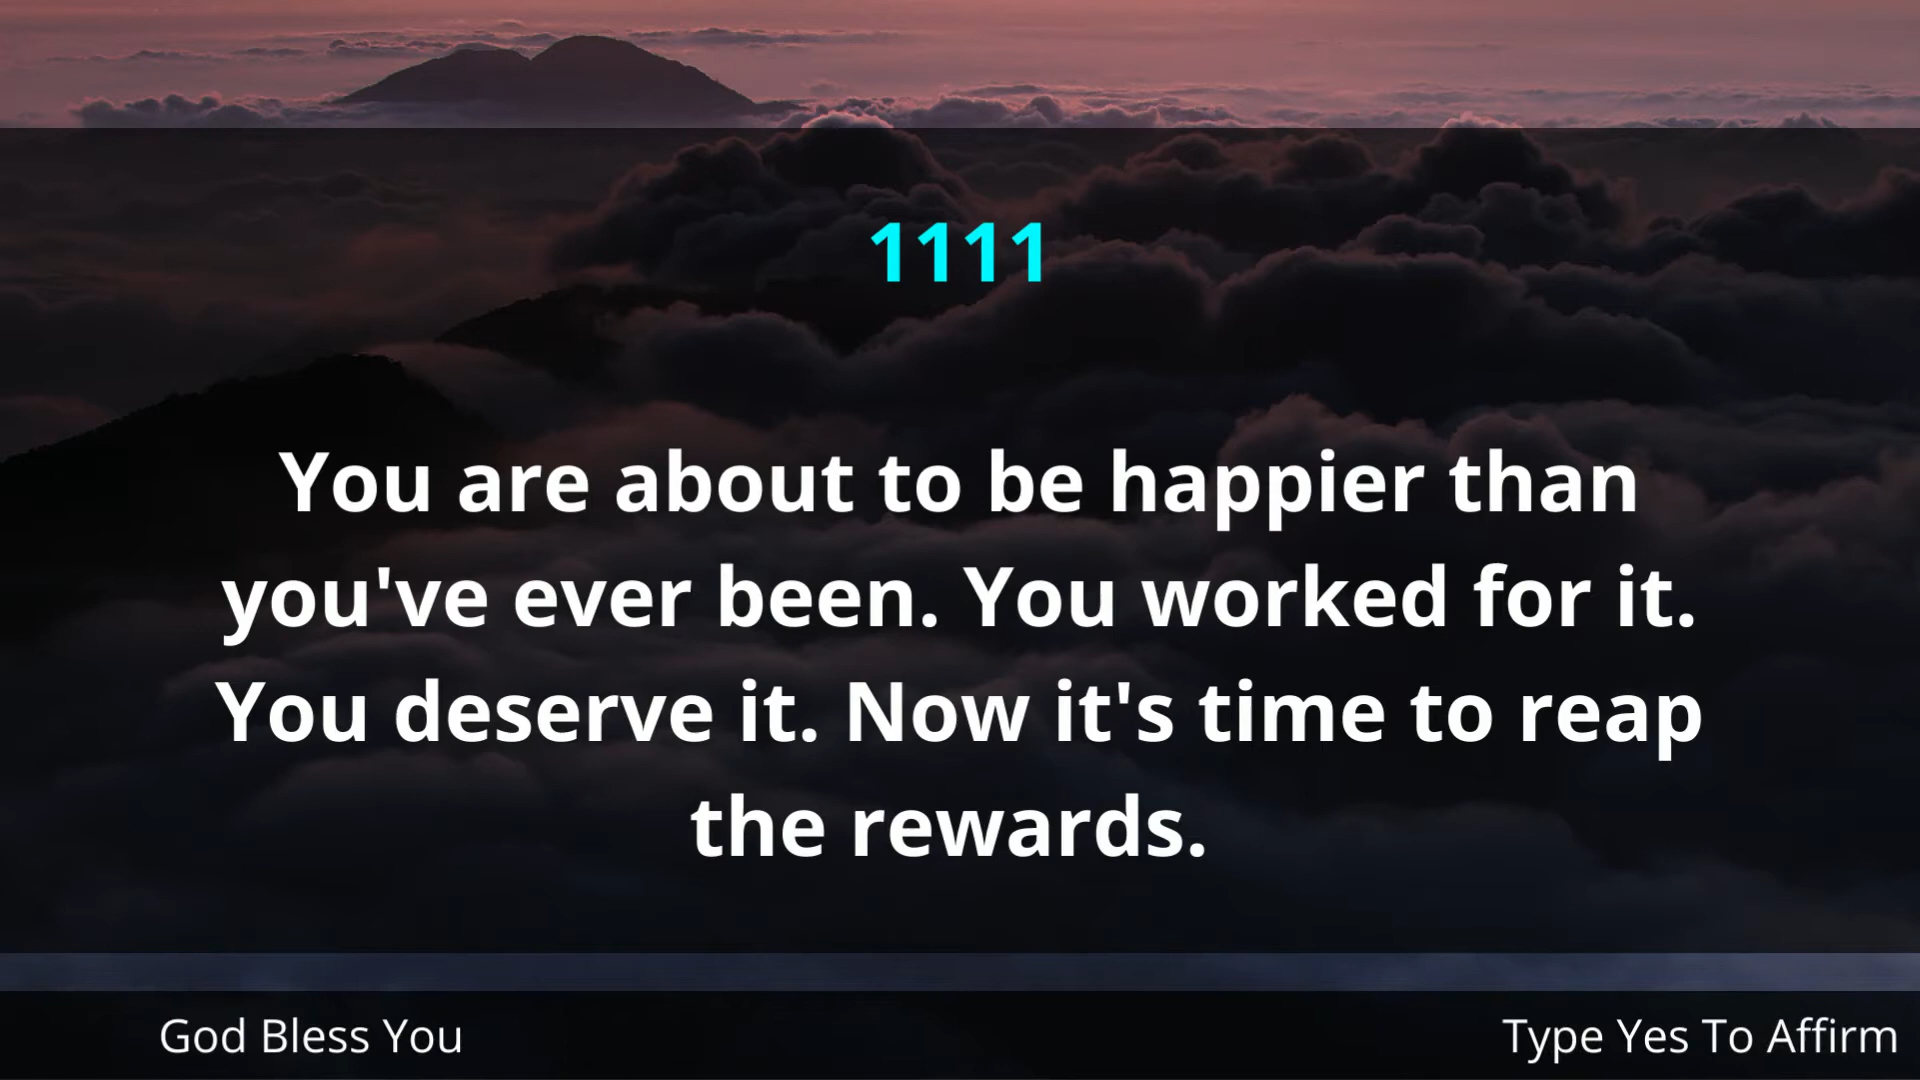 1111
You are about to be happier than
you've ever been. You worked for it.
You deserve it. Now it's time to reap
the rewards.
God Bless You
Type Yes To Affirm